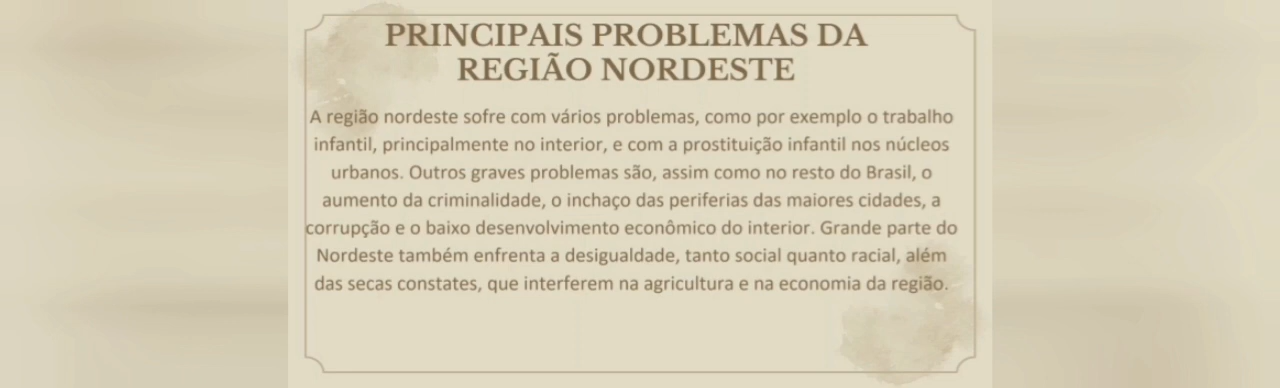 PRINCIPAIS PROBLEMAS DA
REGIÃO NORDESTE
A região nordeste sofre com vários problemas, como por exemplo o trabalho
infantil, principalmente no interior, e com a prostituição infantil nos núcleos
urbanos. Outros graves problemas são, assim como no resto do Brasil, o
aumento da criminalidade, o inchaço das periferias das maiores cidades, a
corrupção e o baixo desenvolvimento econômico do interior. Grande parte do
Nordeste também enfrenta a desigualdade, tanto social quanto racial, além
das secas constates, que interferem na agricultura e na economia da região.